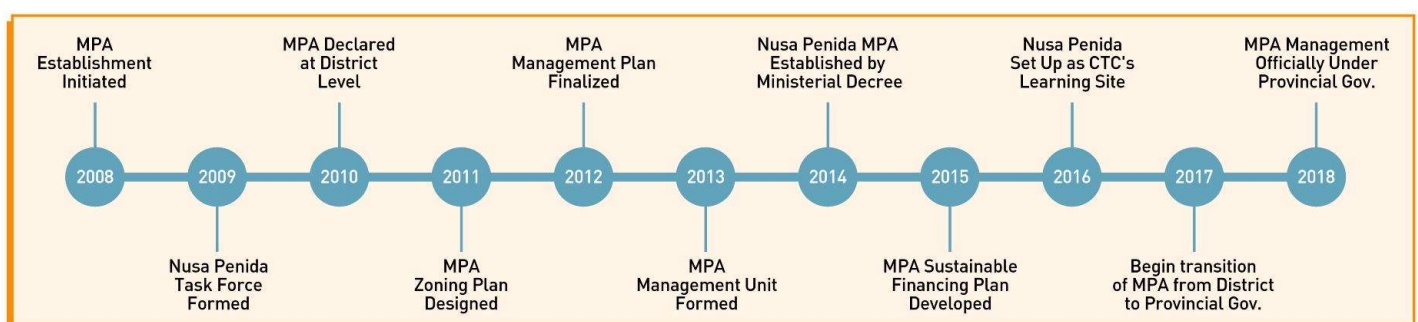 MPA
Establishment
Initiated
MPA Declared
at District
Level
MPA
Management Plan
Finalized
Nusa Penida MPA
Established by
Ministerial Decree
Nusa Penida
Set Up as CTC's
Learning Site
MPA Management
Officially Under
Provincial Gov.
2008
2009
2010
2011
2012
2013
2014
2015
2016
2017
2018
Nusa Penida
Task Force
Formed
MPA
Zoning Plan
Designed
MPA
Management Unit
Formed
MPA Sustainable
Financing Plan
Developed
Begin transition
of MPA from District
to Provincial Gov.